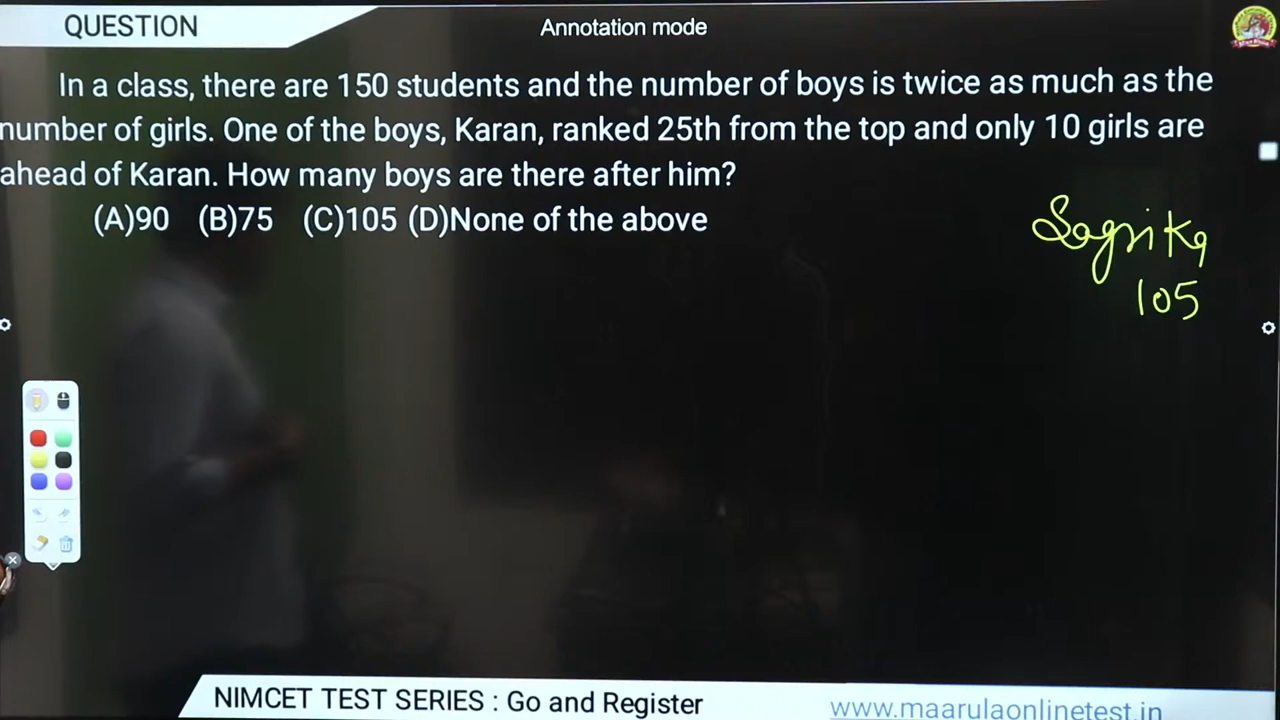 QUESTION
Annotation mode
In a class, there are 150 students and the number of boys is twice as much as the
number of girls. One of the boys, Karan, ranked 25th from the top and only 10 girls are
ahead of Karan. How many boys are there after him?
(A)90 (B)75 (C)105 (D)None of the above
Sagrika
105
NIMCET TEST SERIES : Go and Register
www.maarulaonlinetest.in